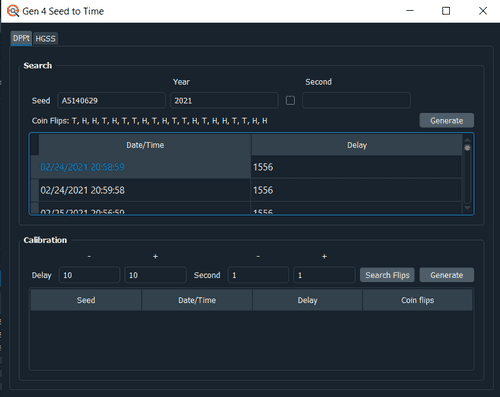 Gen 4 Seed to Time
DPPt HGSS
Search
Year Second
Seed A5140629 2021
Coin Flips: T, H, H, T, H, T, T, H, T, H, T, T, H, T, H, H, T, T, H, H Generate
Date/Time Delay
02/24/2021 20:58:59 1556
02/24/2021 20:59:58 1556
02/25/2021 20:56:59 1556
Calibration
- + - +
Delay 10 10 Second 1 1 Search Flips Generate
Seed Date/Time Delay Coin flips